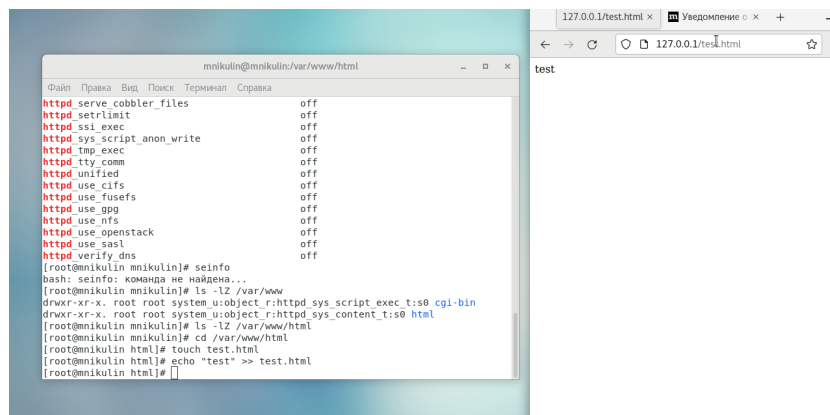 127.0.0.1/test.html ×
Уведомление о ×
+
127.0.0.1/test.html
test
mnikulin@mnikulin:/var/www/html
Файл Правка Вид Поиск Терминал Справка
httpd_serve_cobbler_files off
httpd_setrlimit off
httpd_ssi_exec off
httpd_sys_script_anon_write off
httpd_tmp_exec off
httpd_tty_comm off
httpd_unified off
httpd_use_cifs off
httpd_use_fusefs off
httpd_use_gpg off
httpd_use_nfs off
httpd_use_openstack off
httpd_use_sasl off
httpd_verify_dns off
[root@mnikulin mnikulin]# seinfo
bash: seinfo: команда не найдена...
[root@mnikulin mnikulin]# ls -lZ /var/www
drwxr-xr-x. root root system_u:object_r:httpd_sys_script_exec_t:s0 cgi-bin
drwxr-xr-x. root root system_u:object_r:httpd_sys_content_t:s0 html
[root@mnikulin mnikulin]# ls -lZ /var/www/html
[root@mnikulin mnikulin]# cd /var/www/html
[root@mnikulin html]# touch test.html
[root@mnikulin html]# echo "test" >> test.html
[root@mnikulin html]#